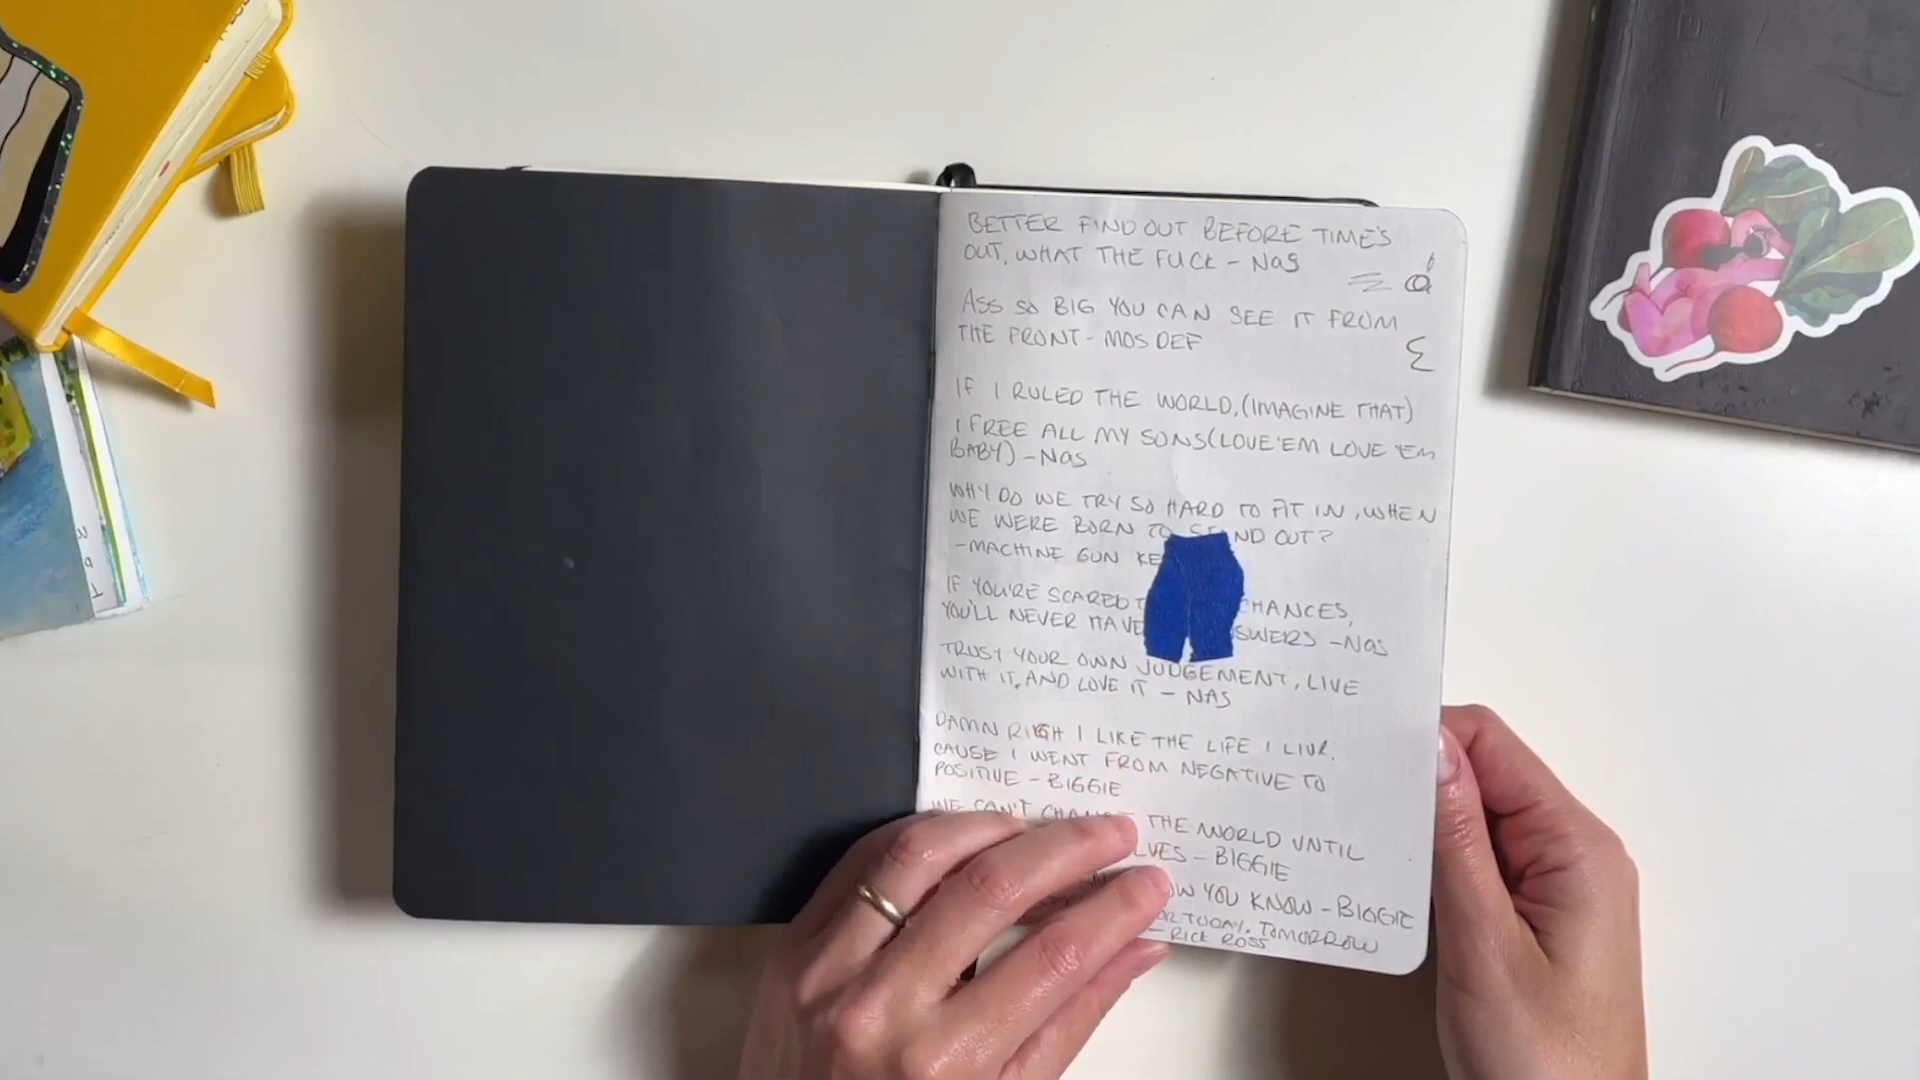 BETTER FIND OUT BEFORE TIME'S
OUT, WHAT THE FUCK - NAS
ASS SO BIG YOU CAN SEE IT FROM
THE FRONT - MOS DEF
IF I RULED THE WORLD, (IMAGINE THAT)
I FREE ALL MY SONS (LOVE 'EM LOVE 'EM
BABY) - NAS
WHY DO WE TRY SO HARD TO FIT IN, WHEN
WE WERE BORN TO OUT?
- MACHINE GUN
IF YOU'RE SCARED
YOU'LL NEVER HAVE - NAS
TRUST YOUR OWN JUDGEMENT, LIVE
WITH IT, AND LOVE IT - NAS
DAMN RIGH I LIKE THE LIFE I LIVE.
CAUSE I WENT FROM NEGATIVE TO
POSITIVE - BIGGIE
WE CAN'T THE WORLD UNTIL
- BIGGIE
YOU KNOW - BIGGIE
TODAY. TOMORROW
- RICK ROSS